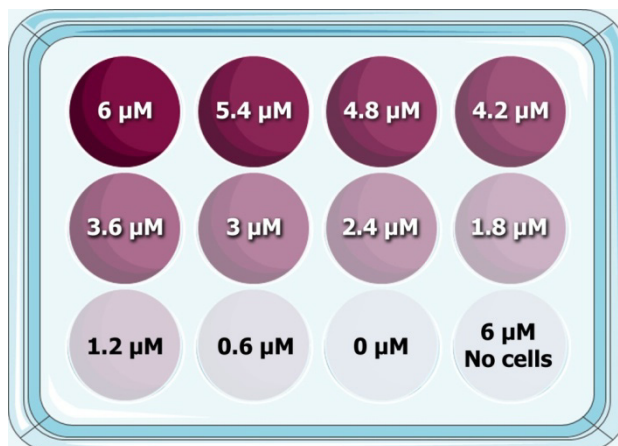 6 µM
5.4 µM
4.8 µM
4.2 µM
3.6 µM
3 µM
2.4 µM
1.8 µM
1.2 µM
0.6 µM
0 µM
6 µM
No cells